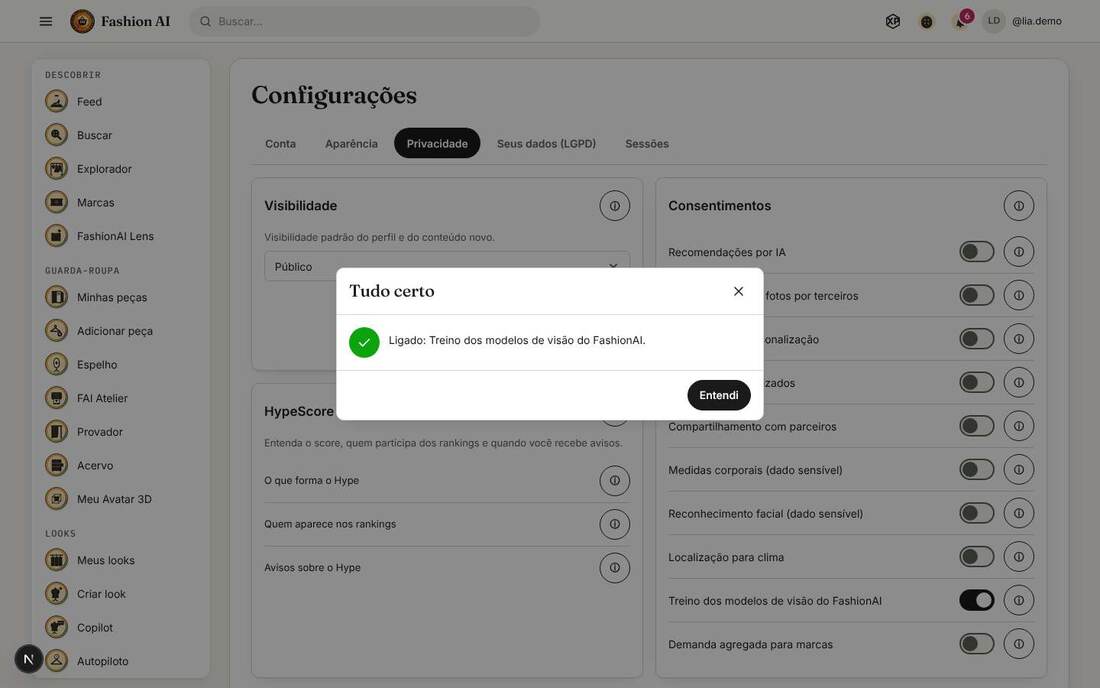 Fashion AI
Buscar...
XP
6
LD
@lia.demo
DESCOBRIR
Feed
Buscar
Explorador
Marcas
FashionAI Lens
GUARDA-ROUPA
Minhas peças
Adicionar peça
Espelho
FAI Atelier
Provador
Acervo
Meu Avatar 3D
LOOKS
Meus looks
Criar look
Copilot
Autopiloto
N
Configurações
Conta
Aparência
Privacidade
Seus dados (LGPD)
Sessões
Visibilidade
Visibilidade padrão do perfil e do conteúdo novo.
Público
HypeScore
Entenda o score, quem participa dos rankings e quando você recebe avisos.
O que forma o Hype
Quem aparece nos rankings
Avisos sobre o Hype
Consentimentos
Recomendações por IA
fotos por terceiros
Compartilhamento com parceiros
Medidas corporais (dado sensível)
Reconhecimento facial (dado sensível)
Localização para clima
Treino dos modelos de visão do FashionAI
Demanda agregada para marcas
Tudo certo
Ligado: Treino dos modelos de visão do FashionAI.
Entendi